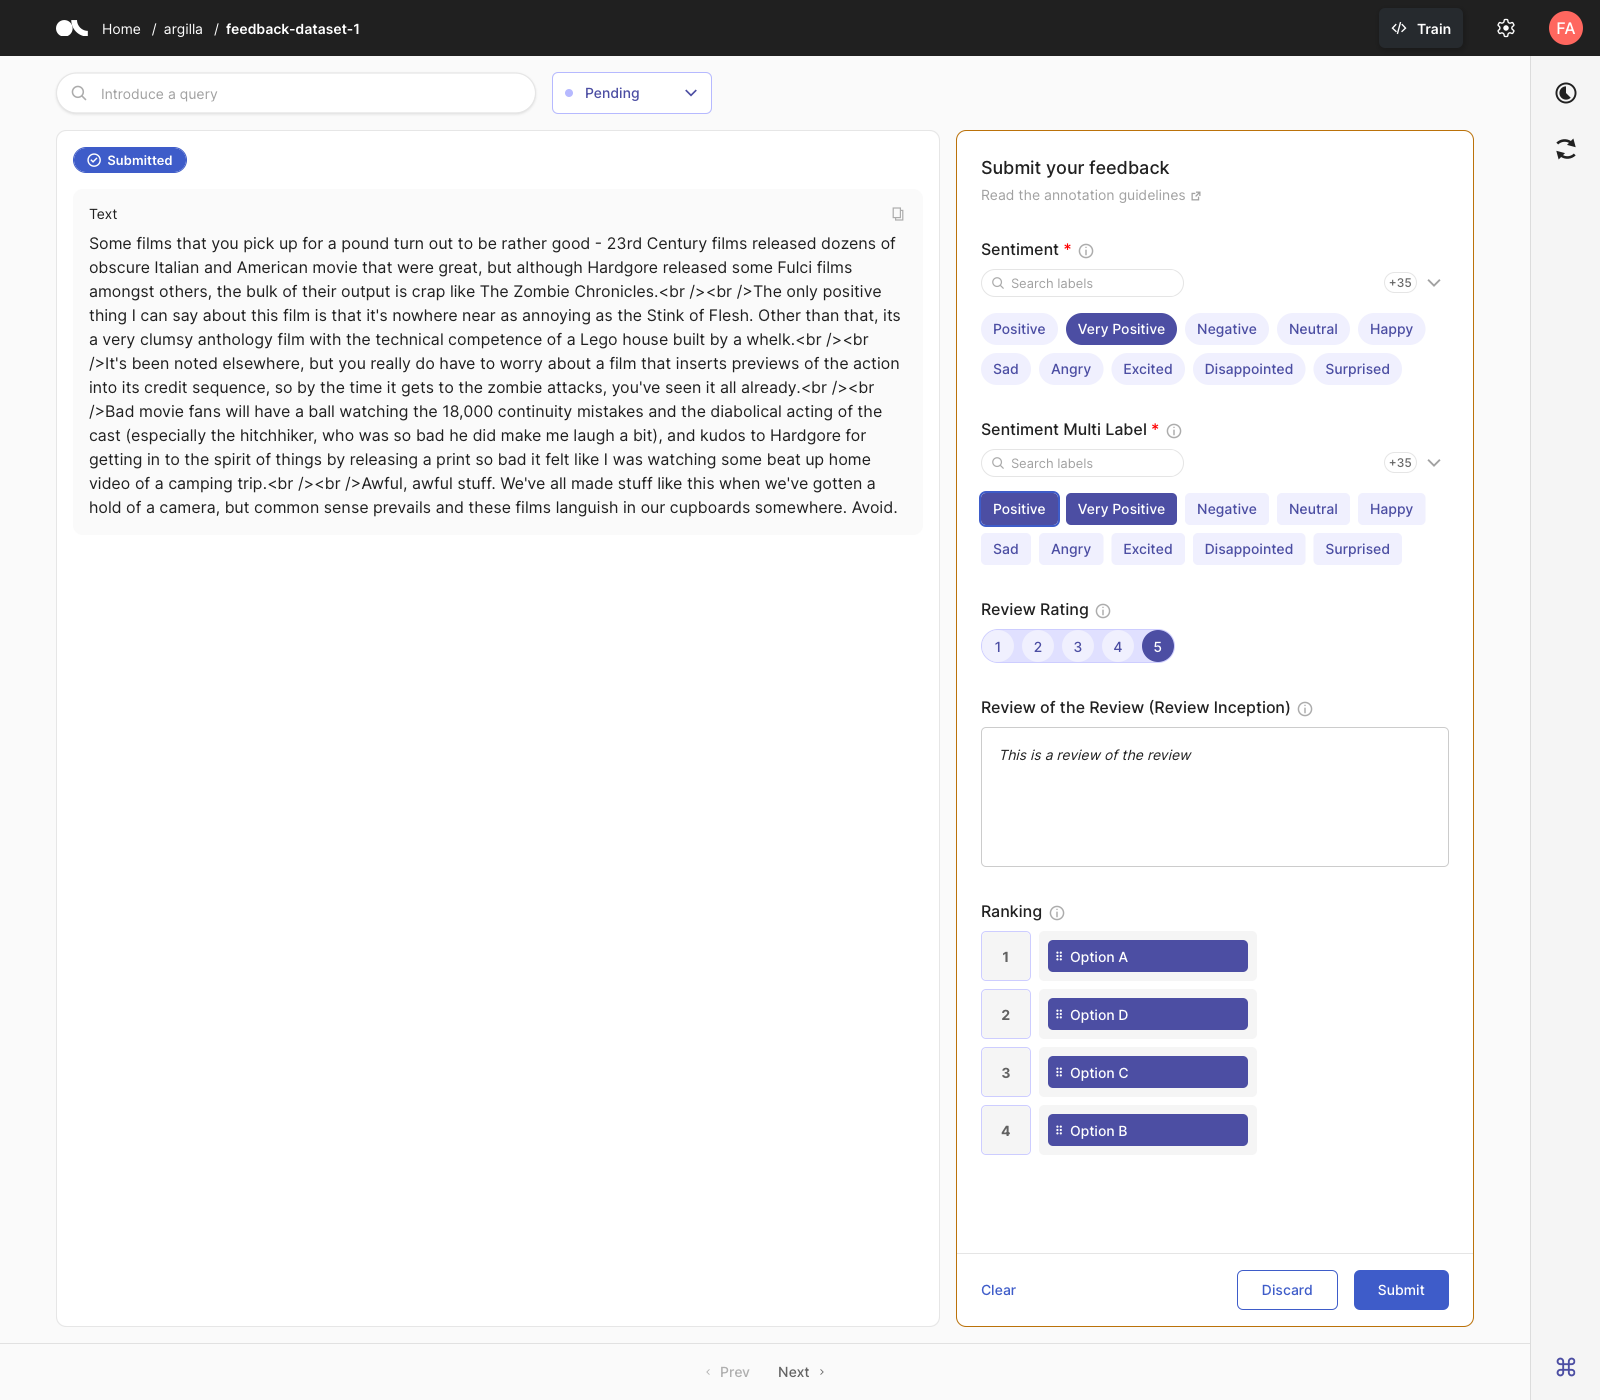 Home / argilla / feedback-dataset-1
Train
FA
Introduce a query
Pending
Submitted
Text
Some films that you pick up for a pound turn out to be rather good - 23rd Century films released dozens of
obscure Italian and American movie that were great, but although Hardgore released some Fulci films
amongst others, the bulk of their output is crap like The Zombie Chronicles.<br /><br />The only positive
thing I can say about this film is that it's nowhere near as annoying as the Stink of Flesh. Other than that, its
a very clumsy anthology film with the technical competence of a Lego house built by a whelk.<br /><br
/>It's been noted elsewhere, but you really do have to worry about a film that inserts previews of the action
into its credit sequence, so by the time it gets to the zombie attacks, you've seen it all already.<br /><br
/>Bad movie fans will have a ball watching the 18,000 continuity mistakes and the diabolical acting of the
cast (especially the hitchhiker, who was so bad he did make me laugh a bit), and kudos to Hardgore for
getting in to the spirit of things by releasing a print so bad it felt like I was watching some beat up home
video of a camping trip.<br /><br />Awful, awful stuff. We've all made stuff like this when we've gotten a
hold of a camera, but common sense prevails and these films languish in our cupboards somewhere. Avoid.
Submit your feedback
Read the annotation guidelines
Sentiment *
Search labels
+35
Positive Very Positive Negative Neutral Happy
Sad Angry Excited Disappointed Surprised
Sentiment Multi Label *
Search labels
+35
Positive Very Positive Negative Neutral Happy
Sad Angry Excited Disappointed Surprised
Review Rating
1 2 3 4 5
Review of the Review (Review Inception)
This is a review of the review
Ranking
1 Option A
2 Option D
3 Option C
4 Option B
Clear Discard Submit
Prev Next